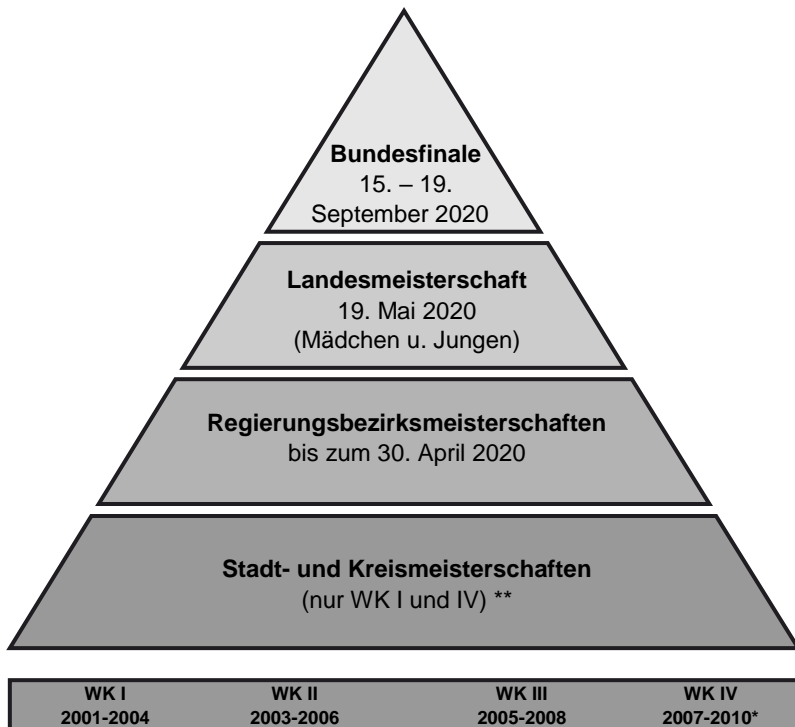 Bundesfinale
15. – 19.
September 2020
Landesmeisterschaft
19. Mai 2020
(Mädchen u. Jungen)
Regierungsbezirksmeisterschaften
bis zum 30. April 2020
Stadt- und Kreismeisterschaften
(nur WK I und IV) **
WK I WK II WK III WK IV
2001-2004 2003-2006 2005-2008 2007-2010*